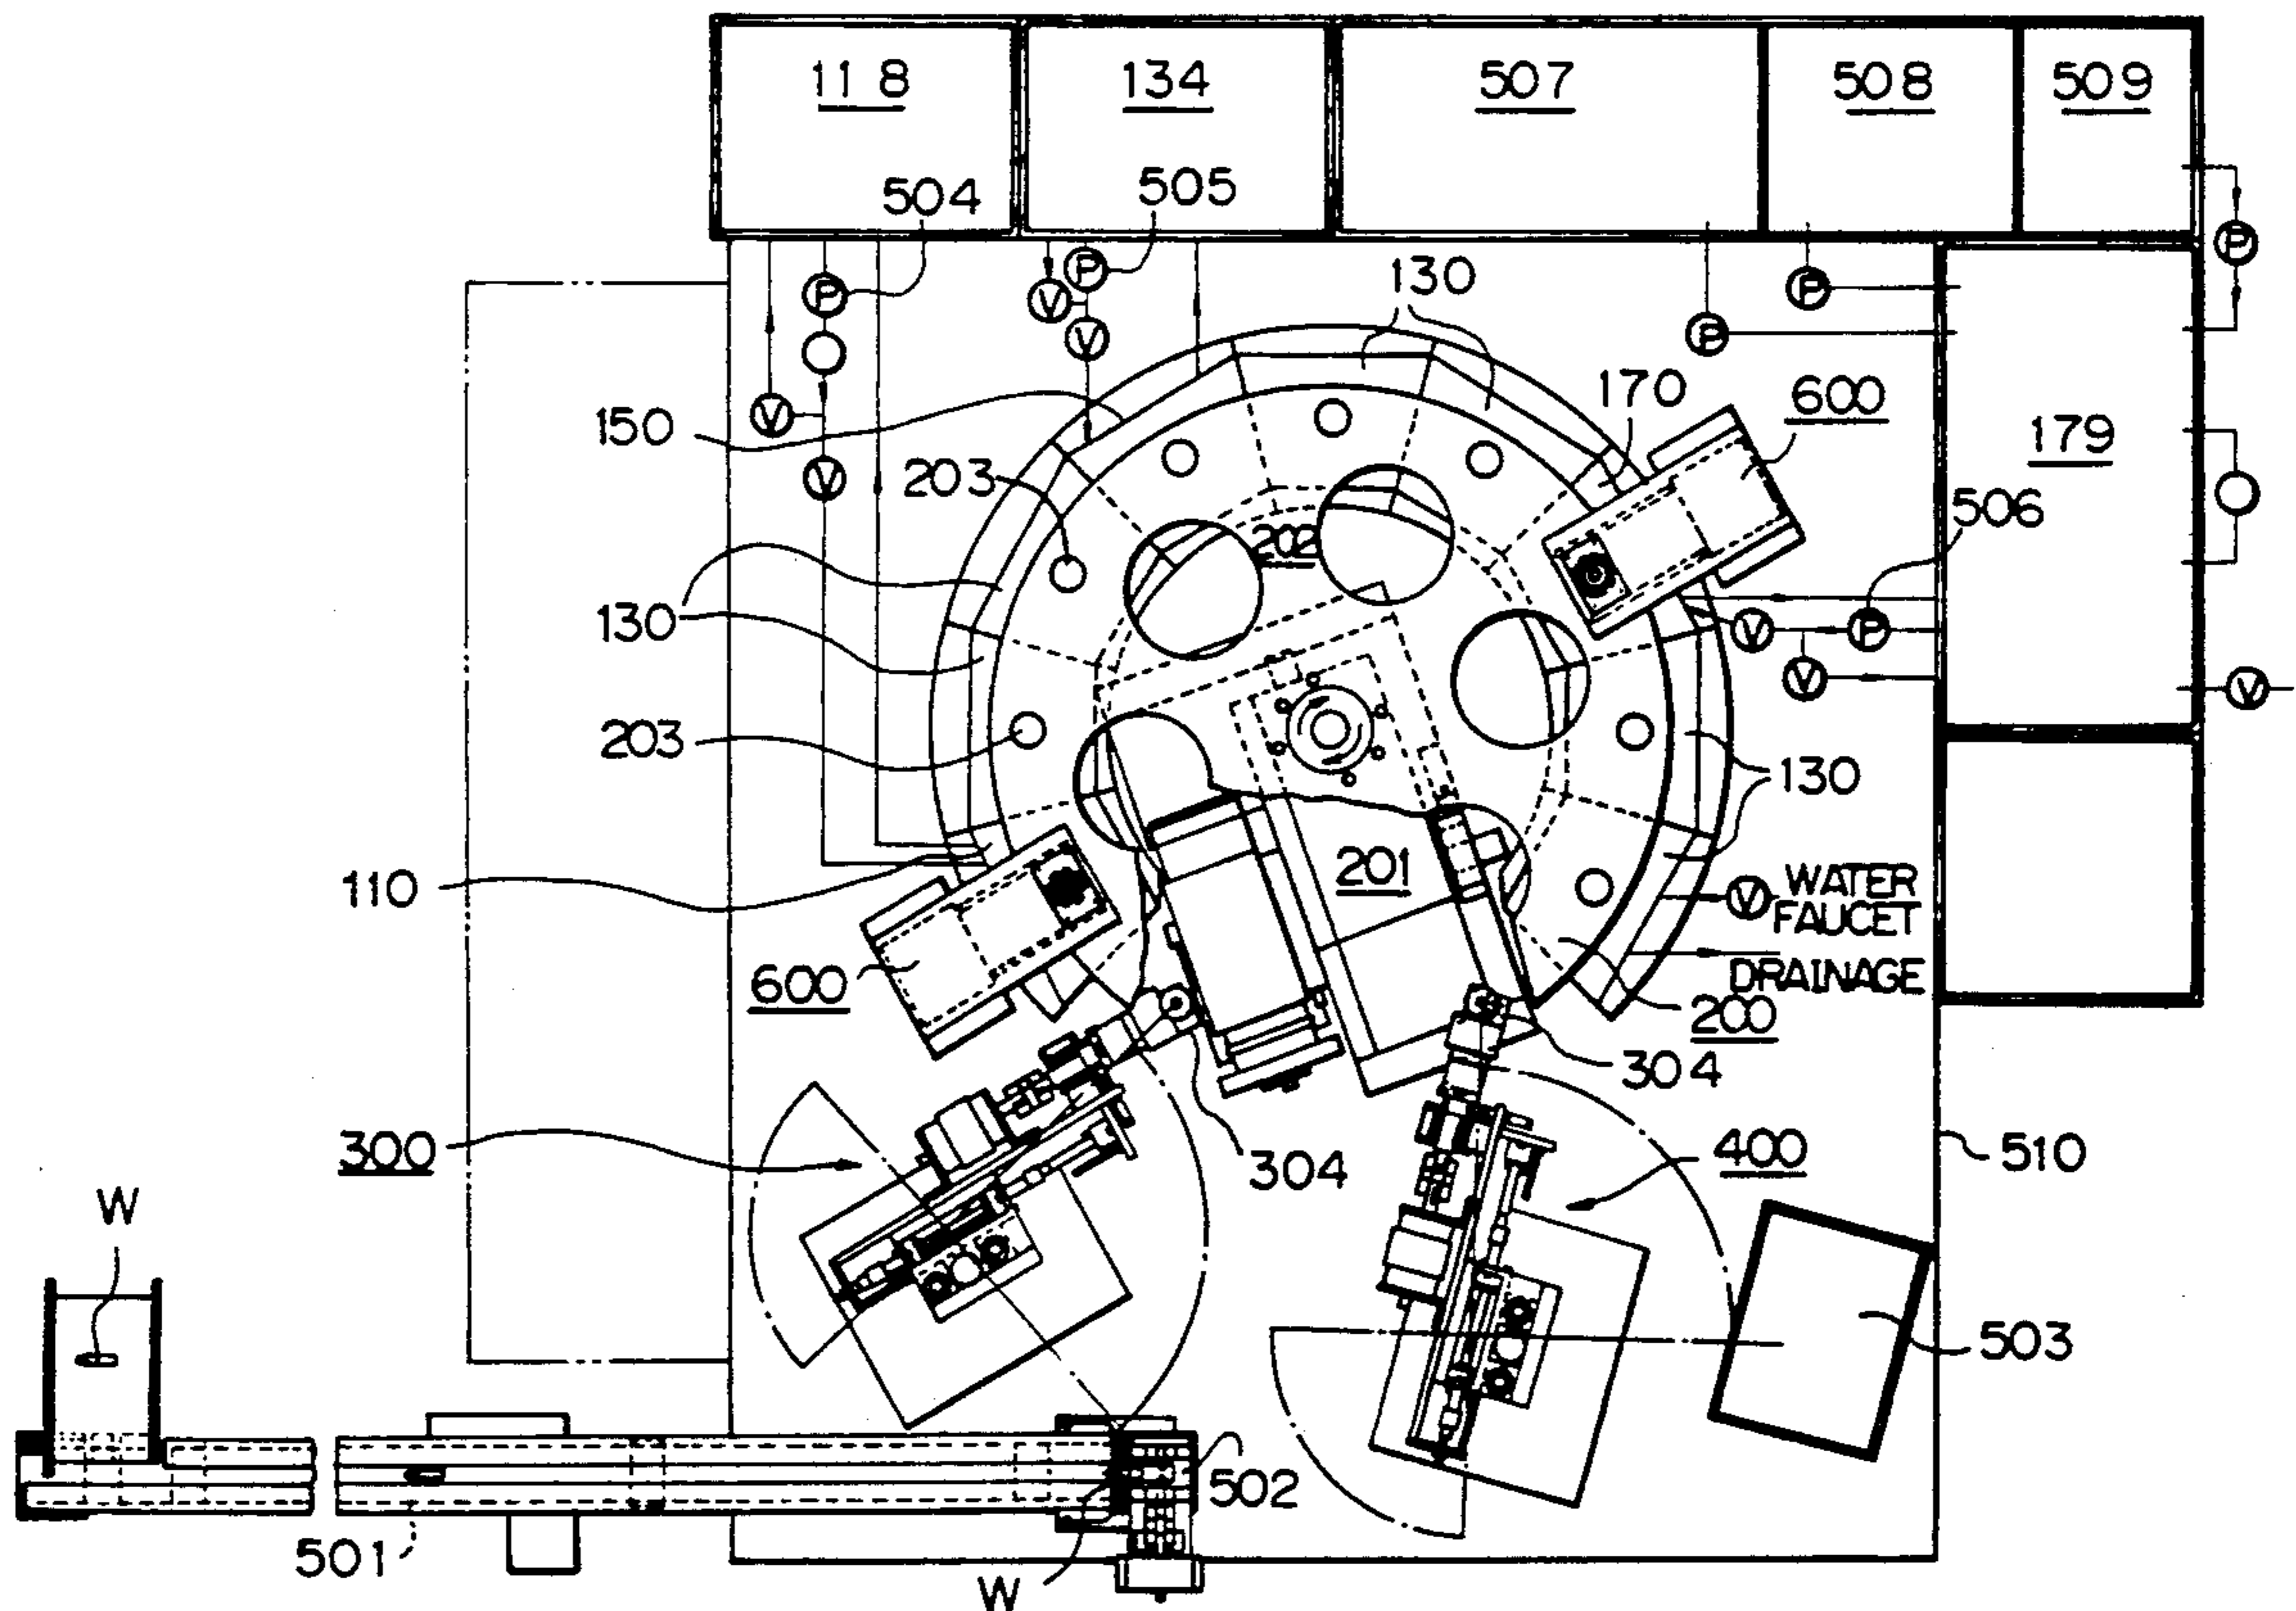 118 134 507 508 509
504 505
P
P
V
P
P
V
P
130
V
170 600
150
V
179
203
V
506
202
130
V P
V
V
203
130
201
WATER
V FAUCET
110
DRAINAGE
600
200
304
300
304
400
510
W
503
502
501
W